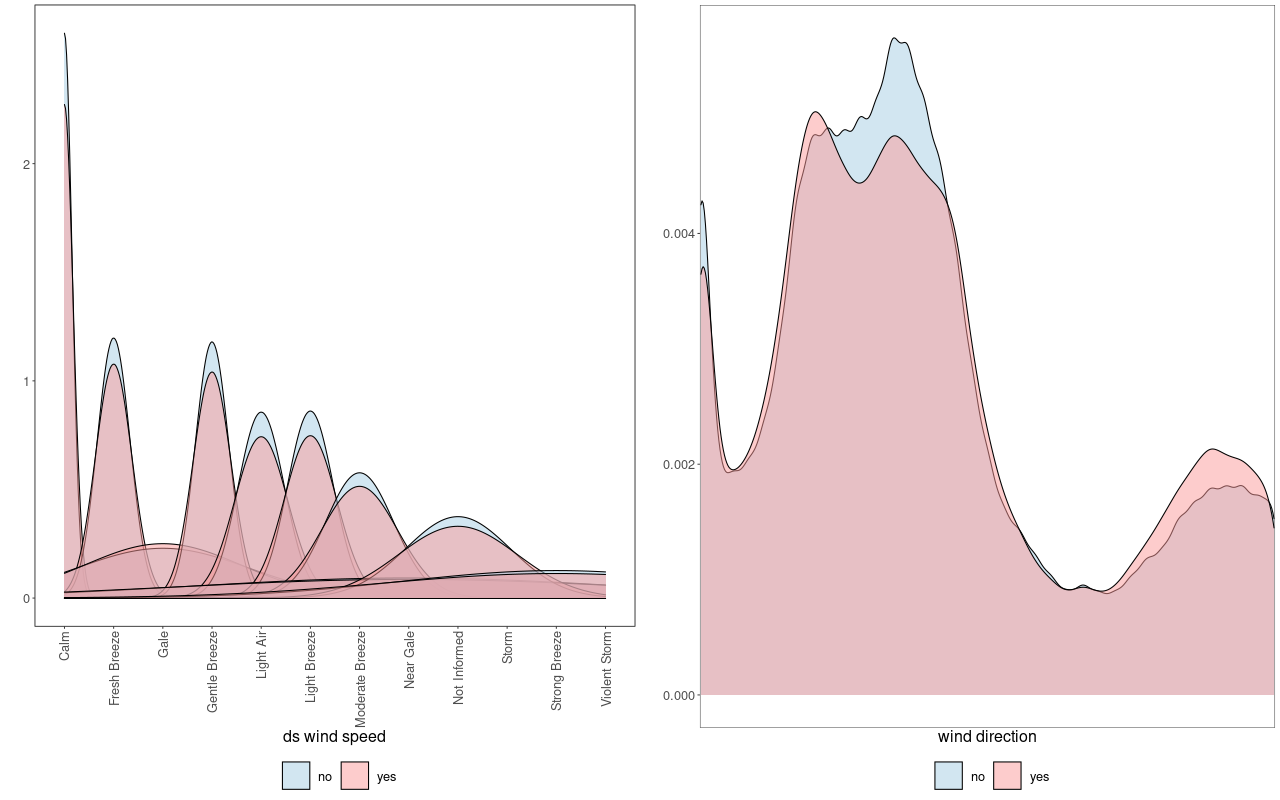 2
1
0
Calm
Fresh Breeze
Gale
Gentle Breeze
Light Air
Light Breeze
Moderate Breeze
Near Gale
Not Informed
Storm
Strong Breeze
Violent Storm
ds wind speed
no yes
0.004
0.002
0.000
wind direction
no yes